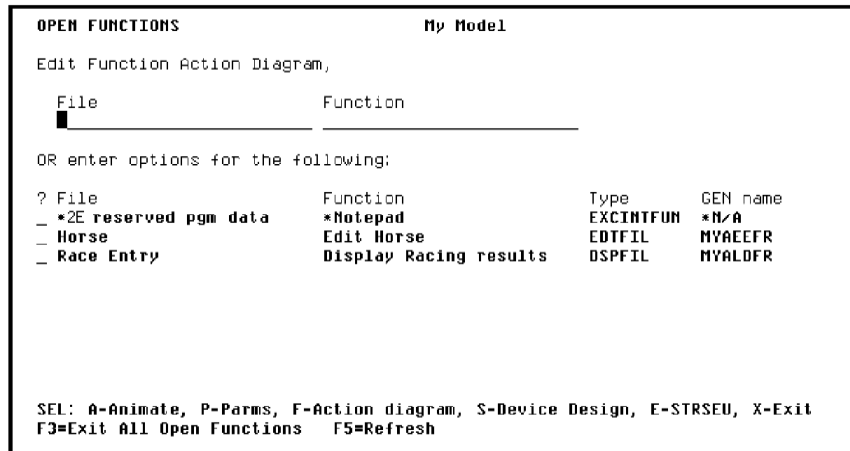 OPEN FUNCTIONS My Model
Edit Function Action Diagram,
File Function
OR enter options for the following:
? File Function Type GEN name
_ *2E reserved pgm data *Notepad EXCINTFUN *N/A
_ Horse Edit Horse EDTFIL MYAEEFR
_ Race Entry Display Racing results DSPFIL MYALDFR
SEL: A-Animate, P-Parms, F-Action diagram, S-Device Design, E-STRSEU, X-Exit
F3=Exit All Open Functions F5=Refresh